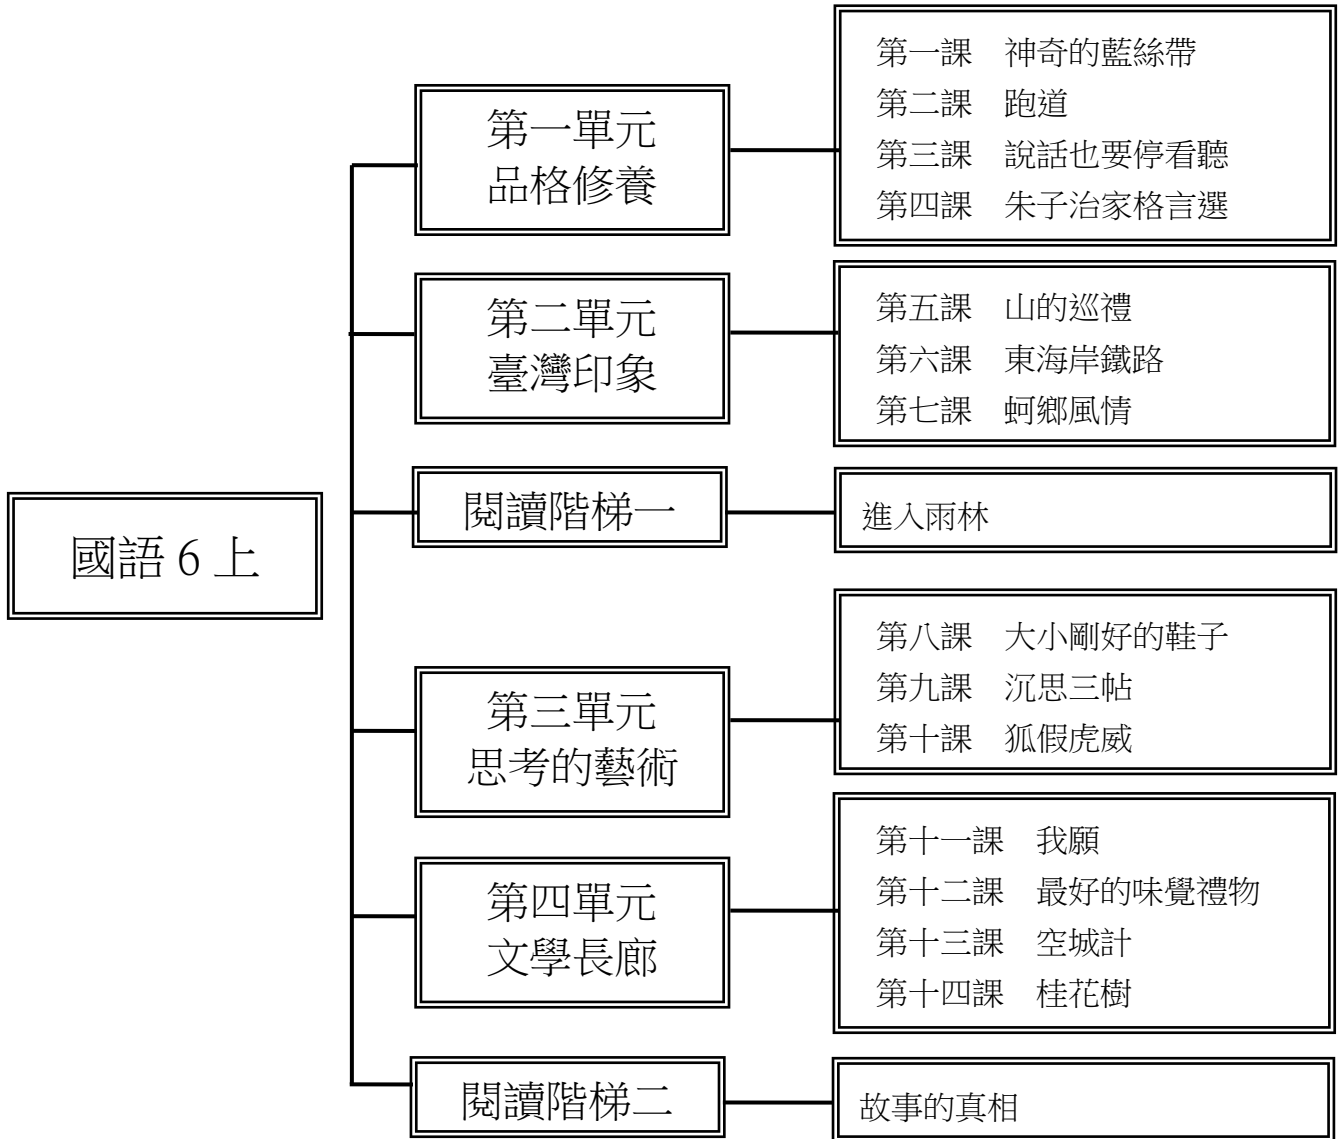 國語 6 上
第一單元
品格修養
第一課　神奇的藍絲帶
第二課　跑道
第三課　說話也要停看聽
第四課　朱子治家格言選
第二單元
臺灣印象
第五課　山的巡禮
第六課　東海岸鐵路
第七課　蚵鄉風情
閱讀階梯一
進入雨林
第三單元
思考的藝術
第八課　大小剛好的鞋子
第九課　沉思三帖
第十課　狐假虎威
第四單元
文學長廊
第十一課　我願
第十二課　最好的味覺禮物
第十三課　空城計
第十四課　桂花樹
閱讀階梯二
故事的真相